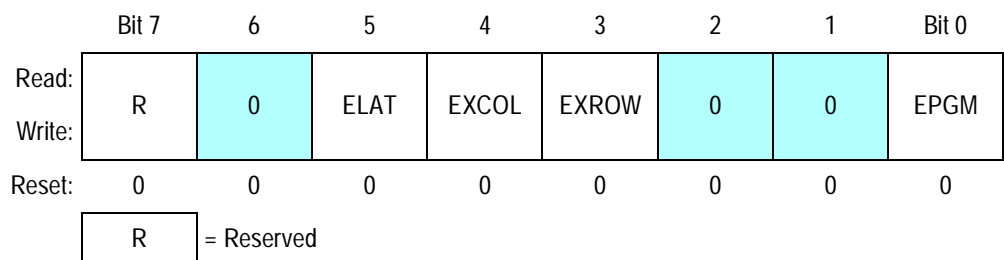 Bit 7 6 5 4 3 2 1 Bit 0
Read:
R 0 ELAT EXCOL EXROW 0 0 EPGM
Write:
Reset: 0 0 0 0 0 0 0 0
R = Reserved